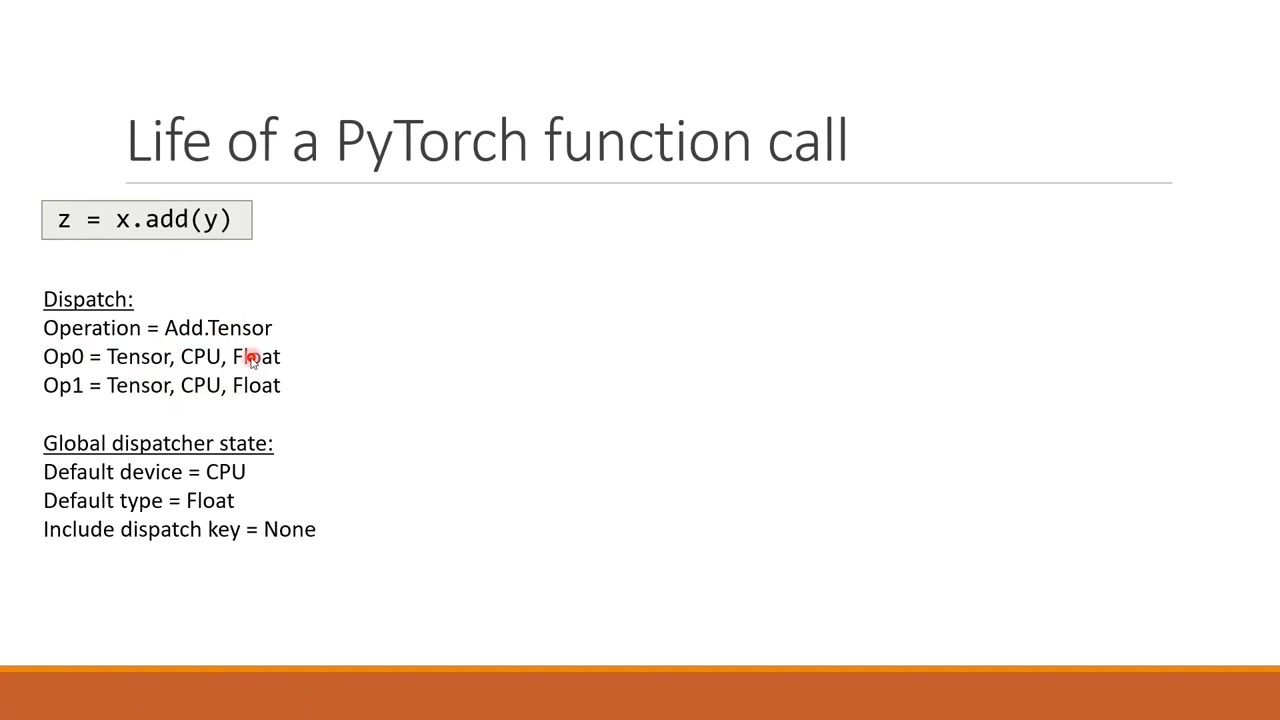 Life of a PyTorch function call
z = x.add(y)
Dispatch:
Operation = Add.Tensor
Op0 = Tensor, CPU, Float
Op1 = Tensor, CPU, Float
Global dispatcher state:
Default device = CPU
Default type = Float
Include dispatch key = None